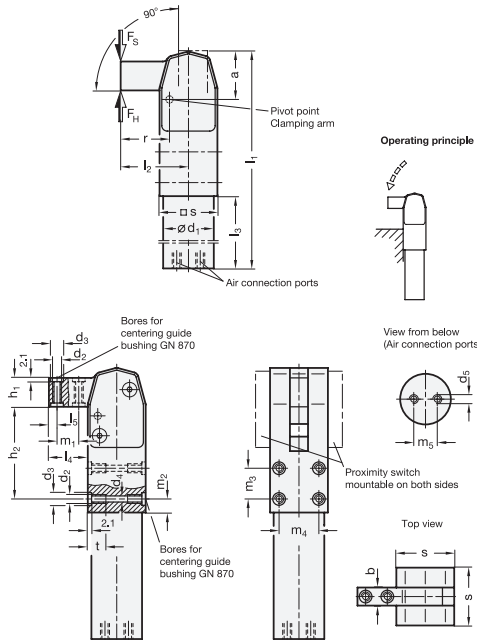 90°
F_S
a
Pivot point
Clamping arm
F_H
r
l_1
l_2
Operating principle
□ s
l_3
Ø d_1
Air connection ports
Bores for
centering guide
bushing GN 870
View from below
(Air connection ports
d_3
d_2
2.1
h_1
d_5
l_5
m_1
m_5
h_2
l_4
Proximity switch
mountable on both sides
d_3
d_2
d_4
m_2
m_3
2.1
m_4
Top view
t
s
Bores for
centering guide
bushing GN 870
b
s